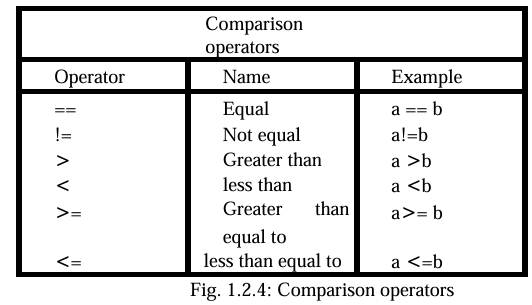 Comparison
operators
Operator Name Example
== Equal a == b
!= Not equal a!=b
> Greater than a >b
< less than a <b
>= Greater than a>= b
equal to
<= less than equal to a <=b
Fig. 1.2.4: Comparison operators